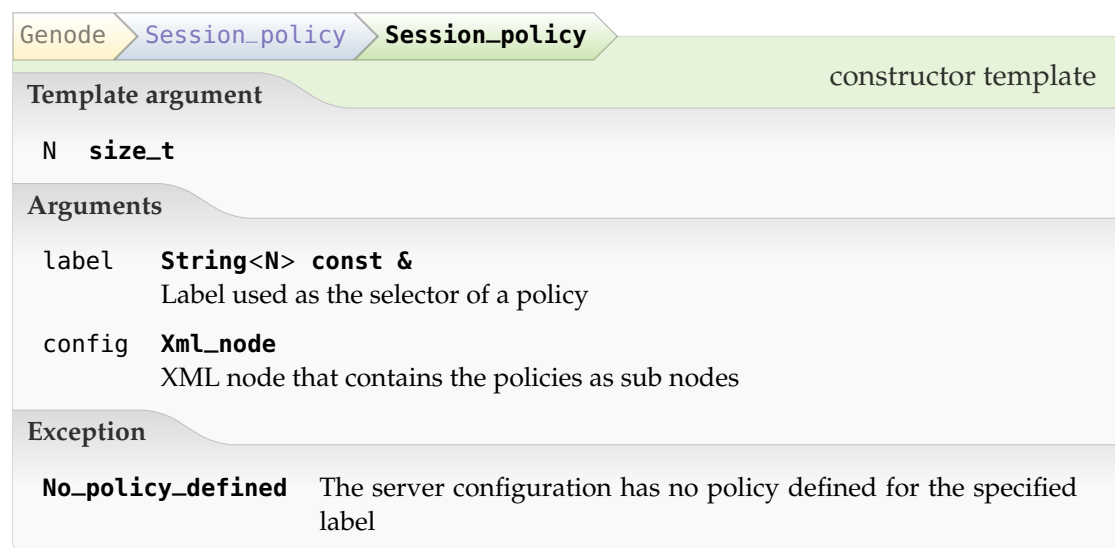 Genode Session_policy Session_policy
constructor template
Template argument
N size_t
Arguments
label String<N> const &
Label used as the selector of a policy
config Xml_node
XML node that contains the policies as sub nodes
Exception
No_policy_defined The server configuration has no policy defined for the specified
label